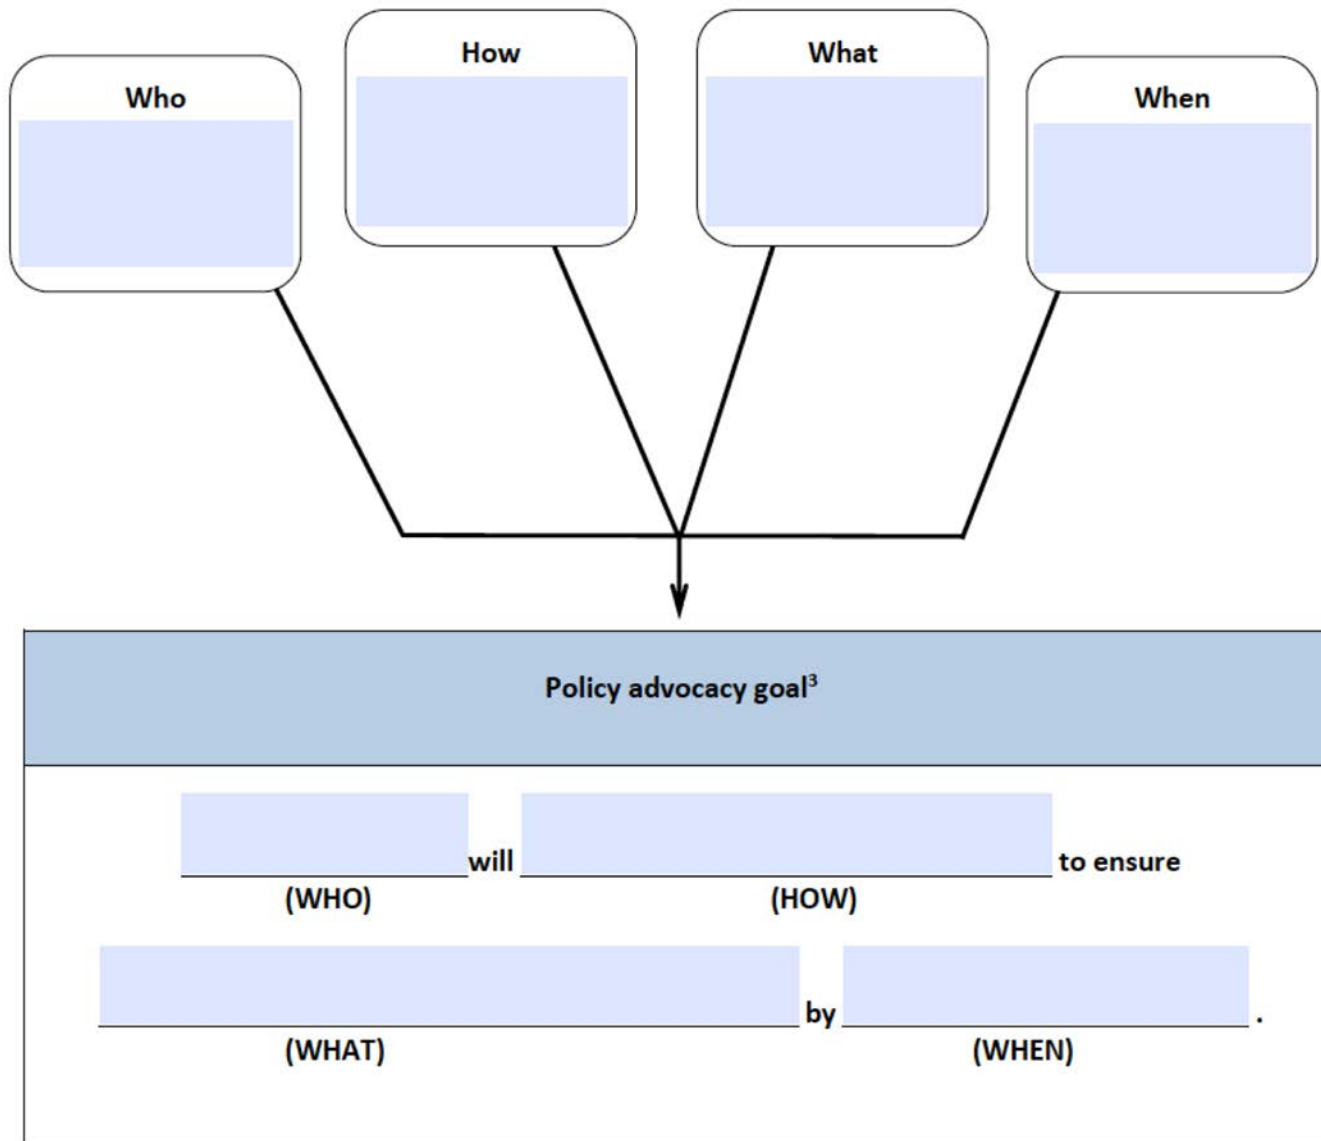 Who
How
What
When
Policy advocacy goal³
will to ensure
(WHO) (HOW)
by .
(WHAT) (WHEN)